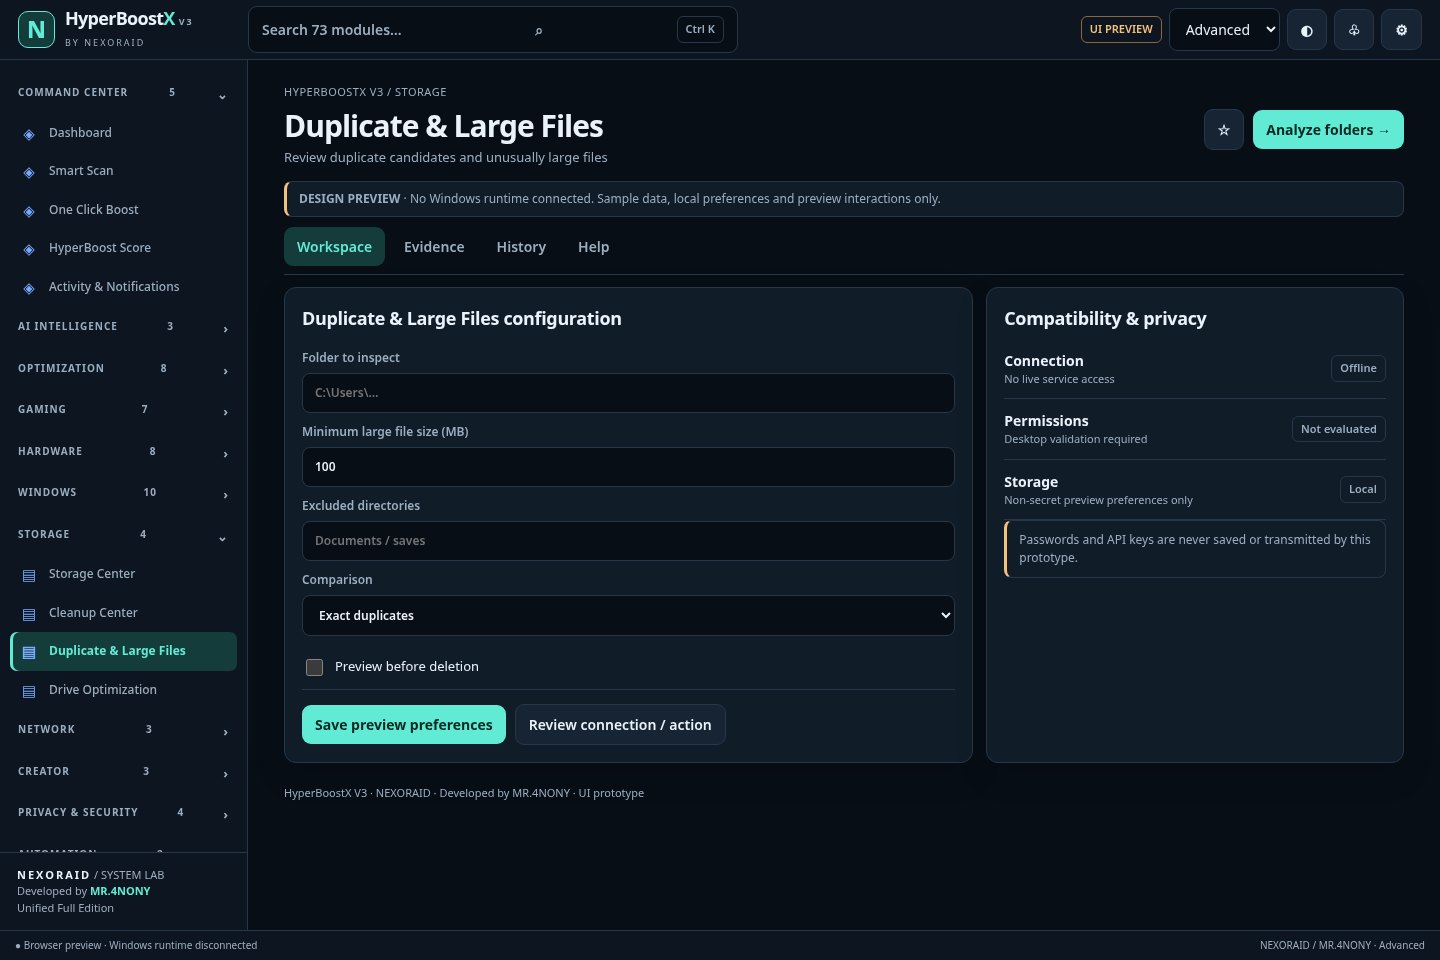 N HyperBoostX V3
BY NEXORAID
Search 73 modules...
Ctrl K
UI PREVIEW
Advanced
COMMAND CENTER 5
Dashboard
Smart Scan
One Click Boost
HyperBoost Score
Activity & Notifications
AI INTELLIGENCE 3
OPTIMIZATION 8
GAMING 7
HARDWARE 8
WINDOWS 10
STORAGE 4
Storage Center
Cleanup Center
Duplicate & Large Files
Drive Optimization
NETWORK 3
CREATOR 3
PRIVACY & SECURITY 4
NEXORAID / SYSTEM LAB
Developed by MR.4NONY
Unified Full Edition
HYPERBOOSTX V3 / STORAGE
Duplicate & Large Files
Review duplicate candidates and unusually large files
☆
Analyze folders →
DESIGN PREVIEW · No Windows runtime connected. Sample data, local preferences and preview interactions only.
Workspace Evidence History Help
Duplicate & Large Files configuration
Folder to inspect
C:\Users\...
Minimum large file size (MB)
100
Excluded directories
Documents / saves
Comparison
Exact duplicates
Preview before deletion
Save preview preferences
Review connection / action
Compatibility & privacy
Connection
No live service access
Offline
Permissions
Desktop validation required
Not evaluated
Storage
Non-secret preview preferences only
Local
Passwords and API keys are never saved or transmitted by this
prototype.
HyperBoostX V3 · NEXORAID · Developed by MR.4NONY · UI prototype
● Browser preview · Windows runtime disconnected
NEXORAID / MR.4NONY · Advanced